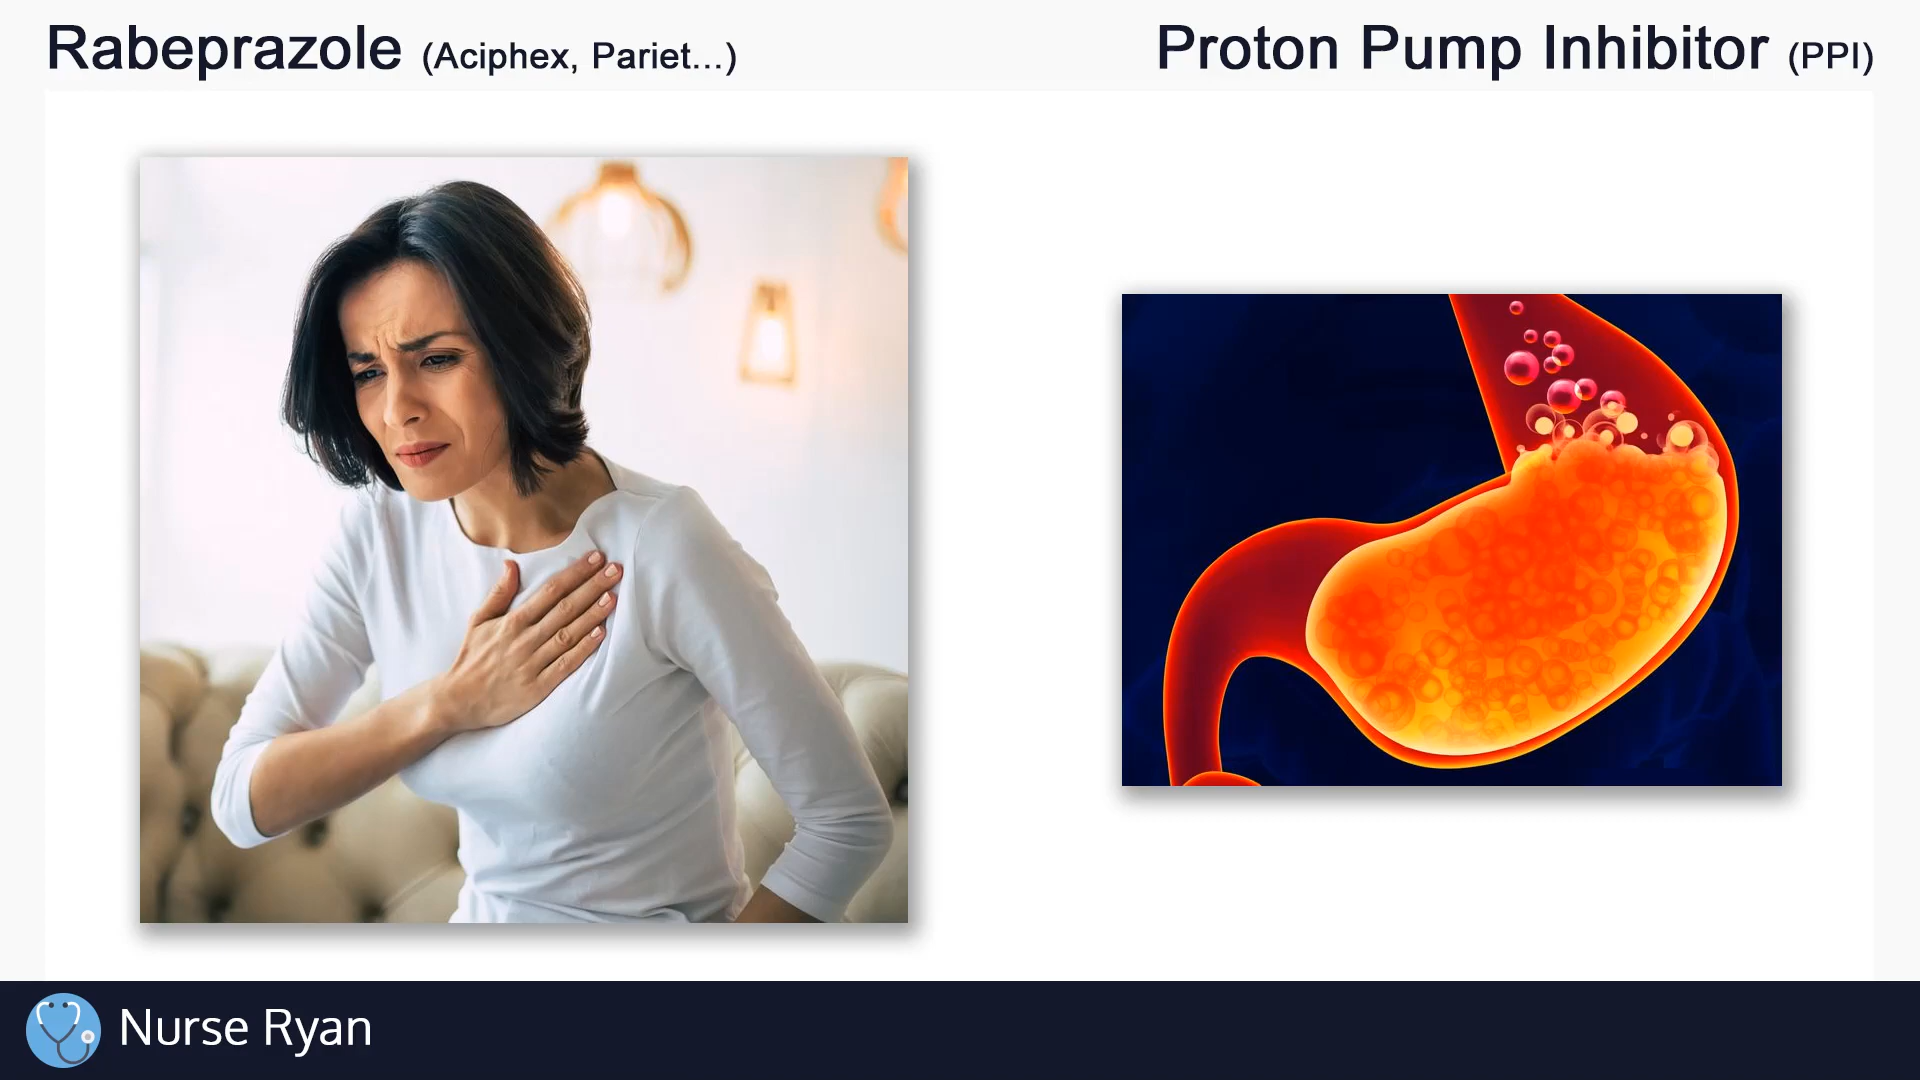 Rabeprazole (Aciphex, Pariet...)
Proton Pump Inhibitor (PPI)
Nurse Ryan